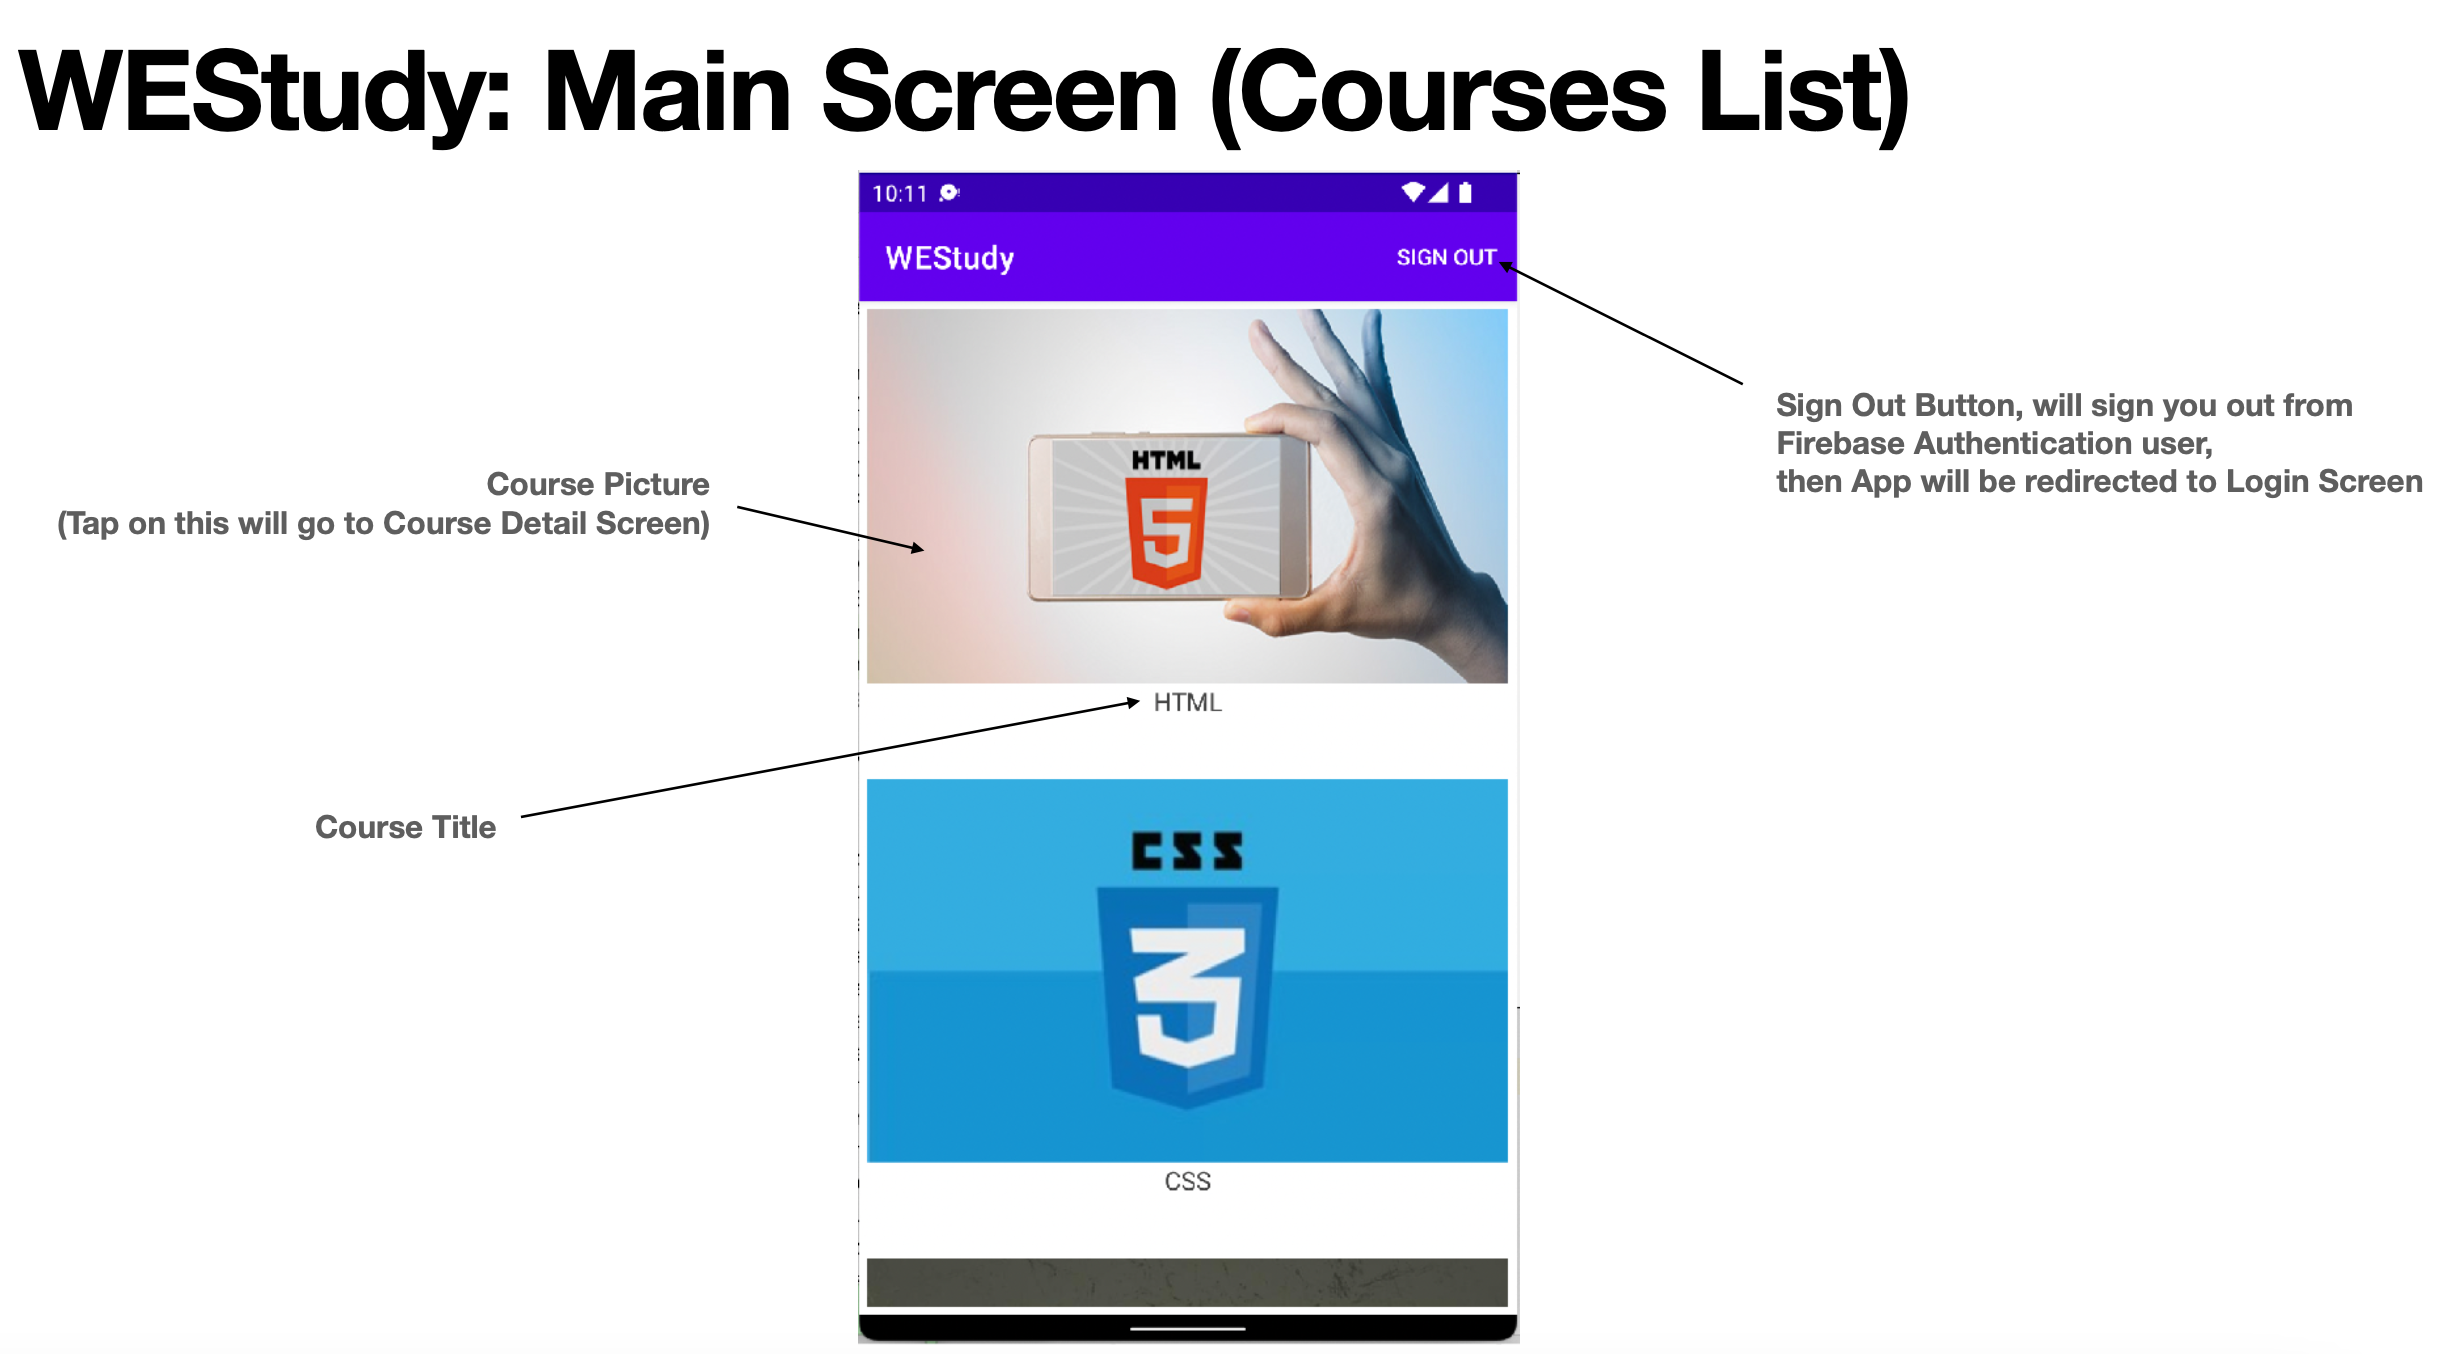 WEStudy: Main Screen (Courses List)
10:11
WEStudy
SIGN OUT
Sign Out Button, will sign you out from
Firebase Authentication user,
then App will be redirected to Login Screen
Course Picture
(Tap on this will go to Course Detail Screen)
HTML
5
HTML
Course Title
CSS
3
CSS